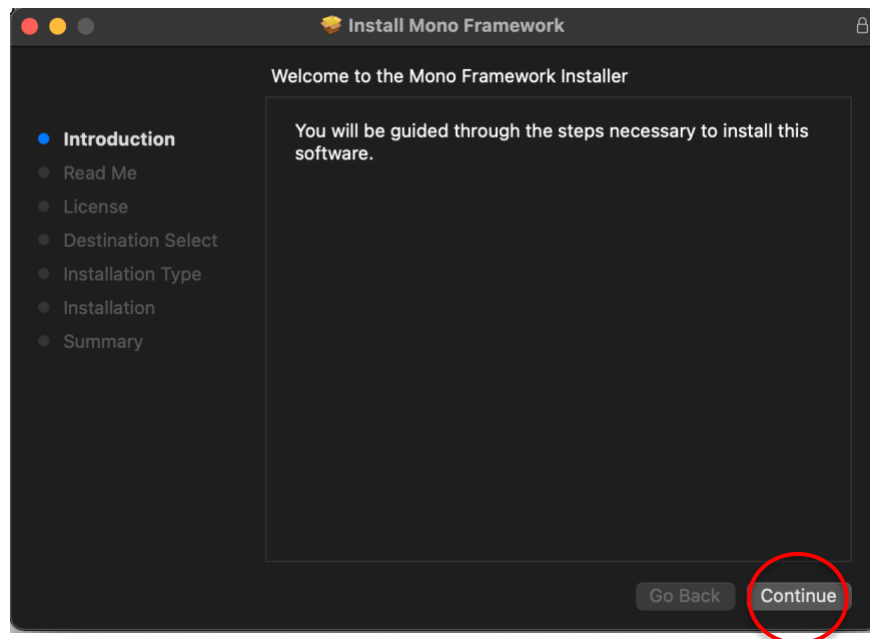 Install Mono Framework
Welcome to the Mono Framework Installer
Introduction
Read Me
License
Destination Select
Installation Type
Installation
Summary
You will be guided through the steps necessary to install this
software.
Go Back
Continue